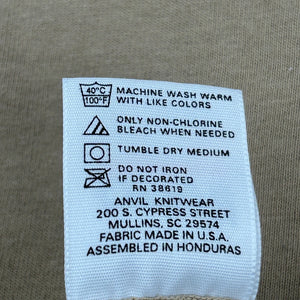 40°C
100°F
MACHINE WASH WARM
WITH LIKE COLORS
ONLY NON-CHLORINE
BLEACH WHEN NEEDED
TUMBLE DRY MEDIUM
DO NOT IRON
IF DECORATED
RN 38619
ANVIL KNITWEAR
200 S. CYPRESS STREET
MULLINS, SC 29574
FABRIC MADE IN U.S.A.
ASSEMBLED IN HONDURAS